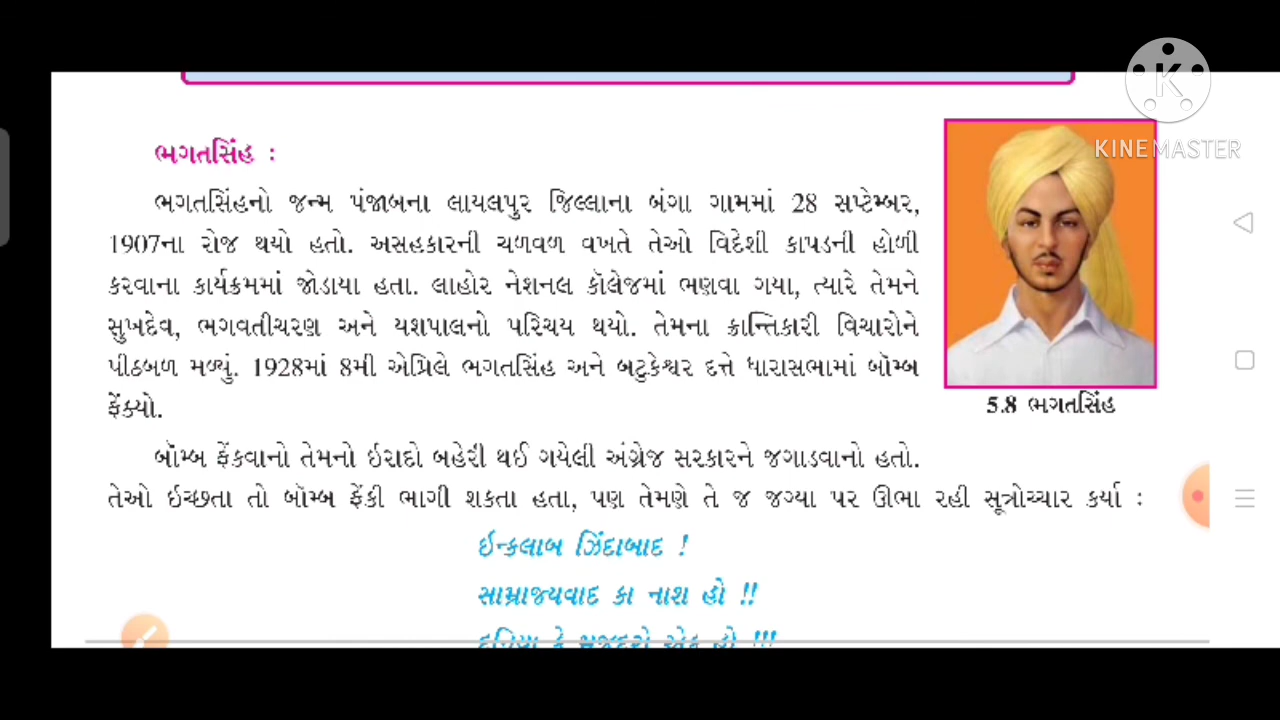 KINEMASTER
ભગતસિંહ :
ભગતસિંહનો જન્મ પંજાબના લાયલપુર જિલ્લાના બંગા ગામમાં 28 સપ્ટેમ્બર,
1907ના રોજ થયો હતો. અસહકારની ચળવળ વખતે તેઓ વિદેશી કાપડની હોળી
કરવાના કાર્યક્રમમાં જોડાયા હતા. લાહોર નેશનલ કૉલેજમાં ભણવા ગયા, ત્યારે તેમને
સુખદેવ, ભગવતીચરણ અને યશપાલનો પરિચય થયો. તેમના ક્રાન્તિકારી વિચારોને
પીઠબળ મળ્યું. 1928માં 8મી એપ્રિલે ભગતસિંહ અને બટુકેશ્વર દત્તે ધારાસભામાં બૉમ્બ
ફેંક્યો.
5.8 ભગતસિંહ
બૉમ્બ ફેંકવાનો તેમનો ઇરાદો બહેરી થઈ ગયેલી અંગ્રેજ સરકારને જગાડવાનો હતો.
તેઓ ઇચ્છતા તો બૉમ્બ ફેંકી ભાગી શકતા હતા, પણ તેમણે તે જ જગ્યા પર ઊભા રહી સૂત્રોચ્ચાર કર્યા :
ઈન્કલાબ ઝિંદાબાદ !
સામ્રાજ્યવાદ કા નાશ હો !!
દુનિયા કે મજદૂરો એક હો !!!